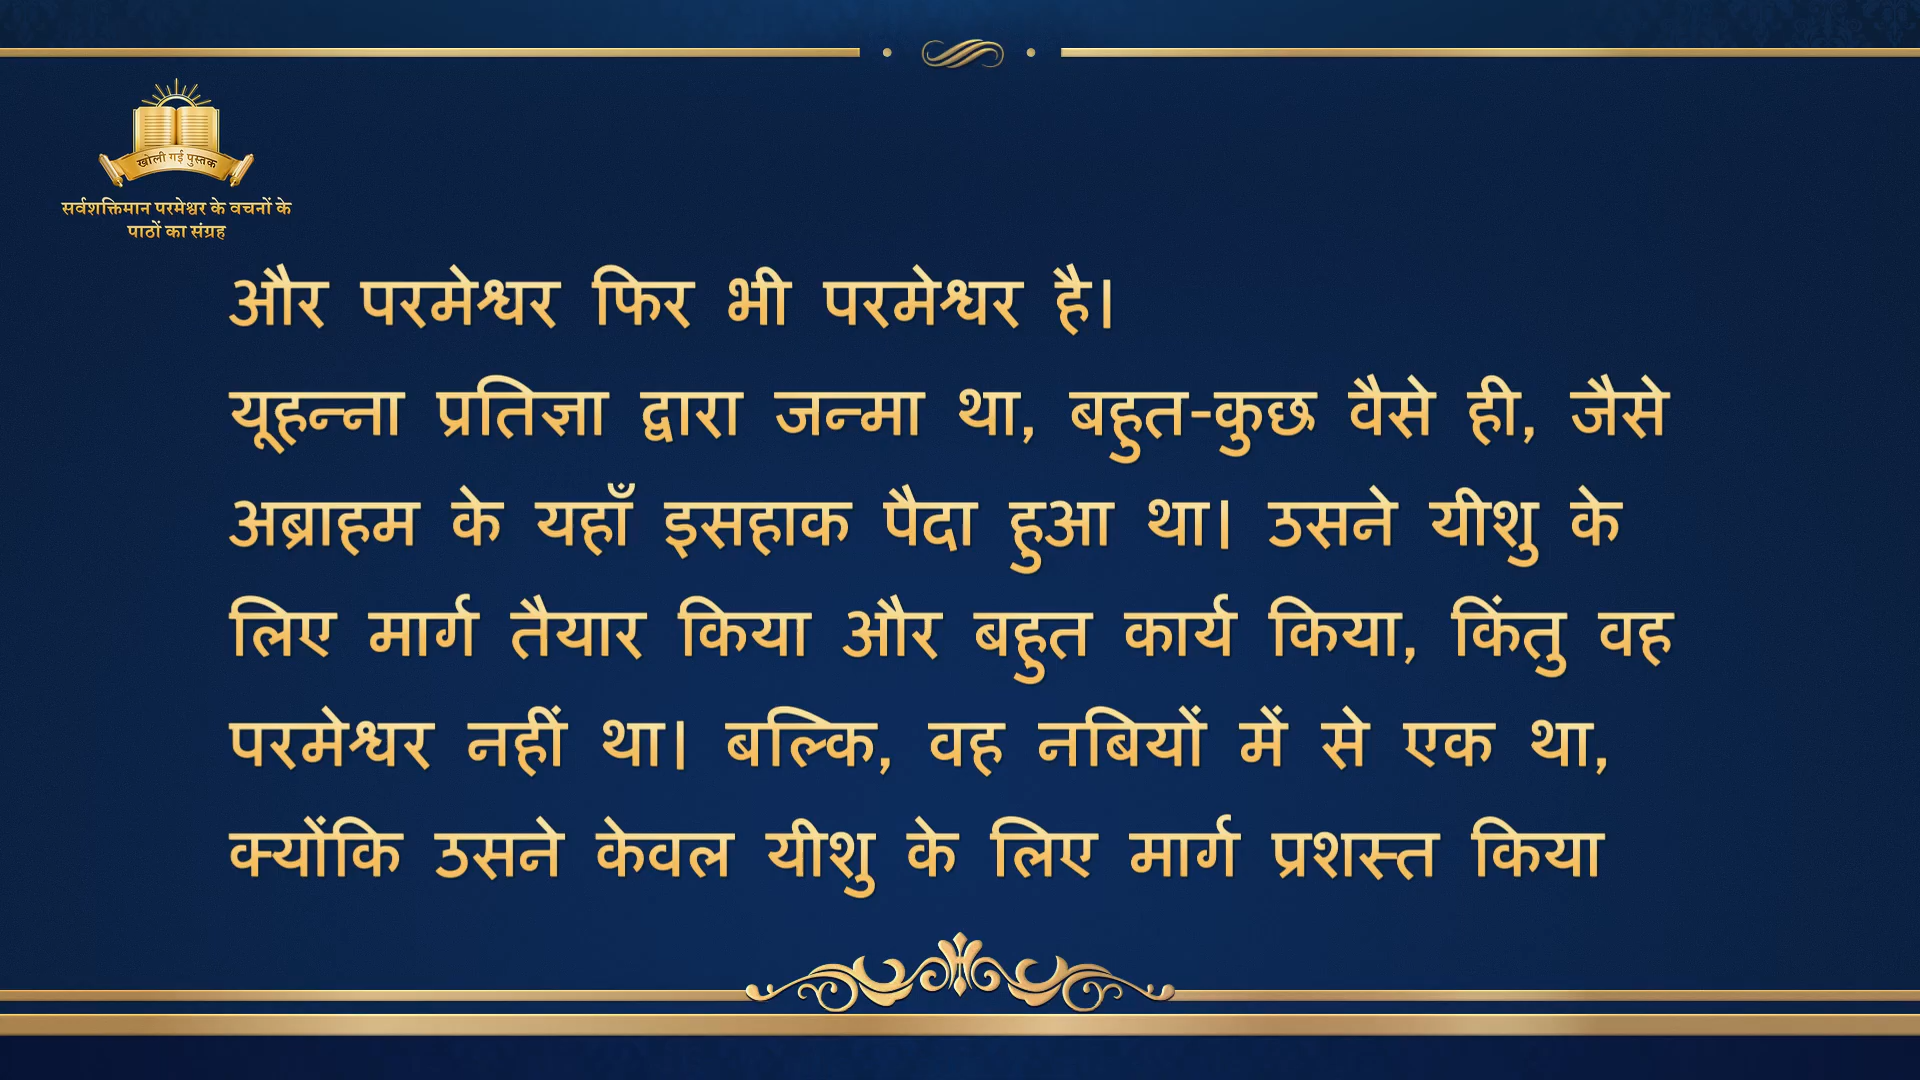 खोली गई पुस्तक
सर्वशक्तिमान परमेश्वर के वचनों के
पाठों का संग्रह
और परमेश्वर फिर भी परमेश्वर है।
यूहन्ना प्रतिज्ञा द्वारा जन्मा था, बहुत-कुछ वैसे ही, जैसे
अब्राहम के यहाँ इसहाक पैदा हुआ था। उसने यीशु के
लिए मार्ग तैयार किया और बहुत कार्य किया, किंतु वह
परमेश्वर नहीं था। बल्कि, वह नबियों में से एक था,
क्योंकि उसने केवल यीशु के लिए मार्ग प्रशस्त किया